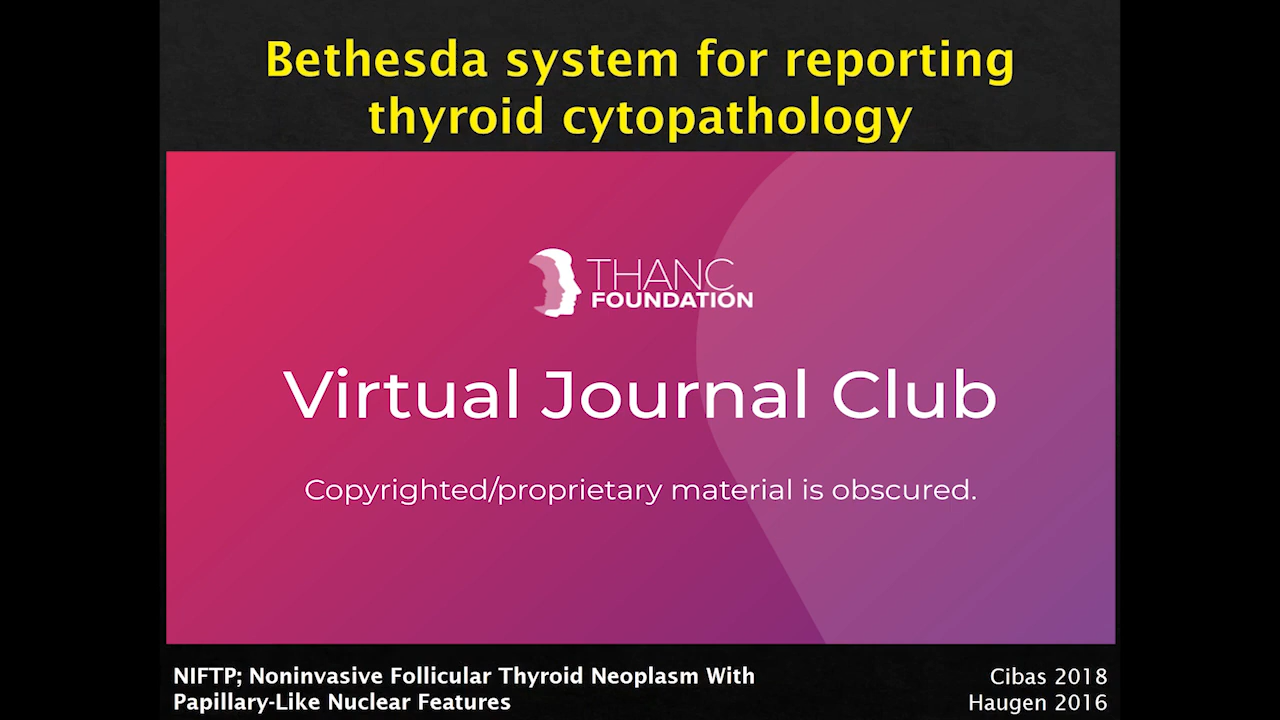 Bethesda system for reporting
thyroid cytopathology
THANC
FOUNDATION
Virtual Journal Club
Copyrighted/proprietary material is obscured.
NIFTP; Noninvasive Follicular Thyroid Neoplasm With
Papillary-Like Nuclear Features
Cibas 2018
Haugen 2016